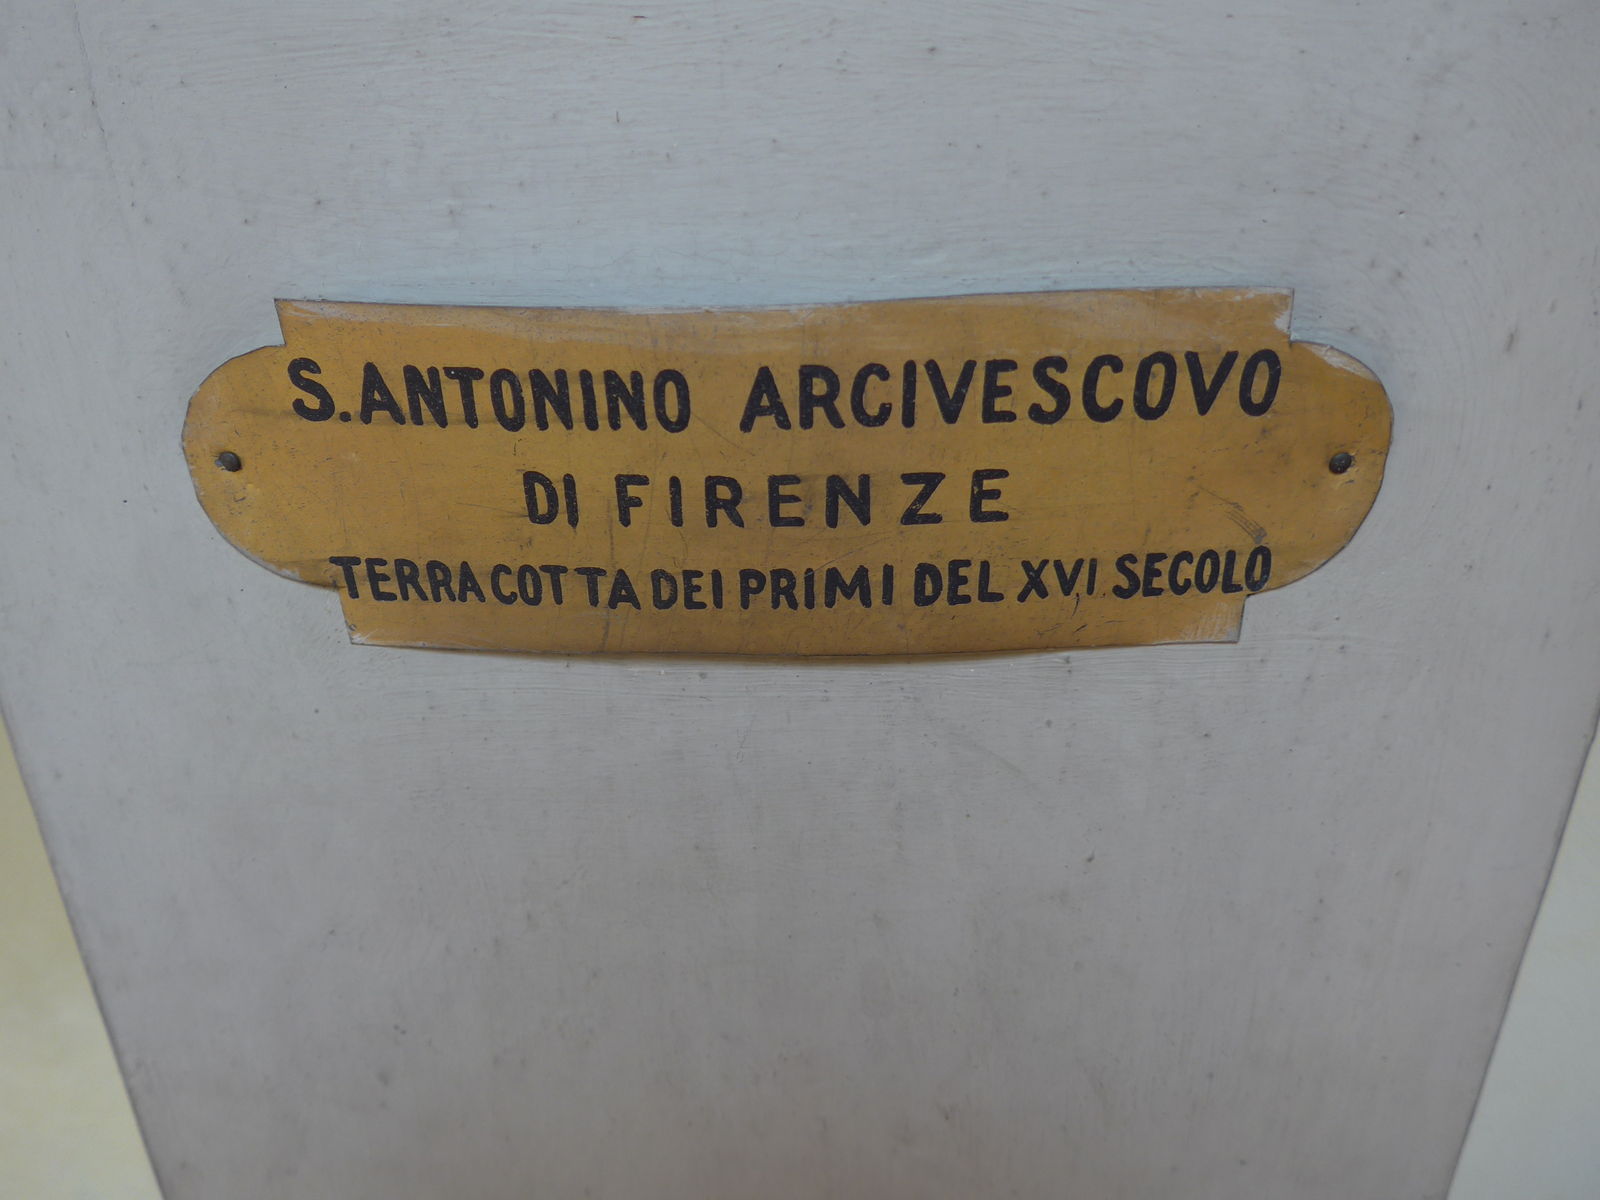 S. ANTONINO ARCIVESCOVO
DI FIRENZE
TERRACOTTA DEI PRIMI DEL XVI SECOLO